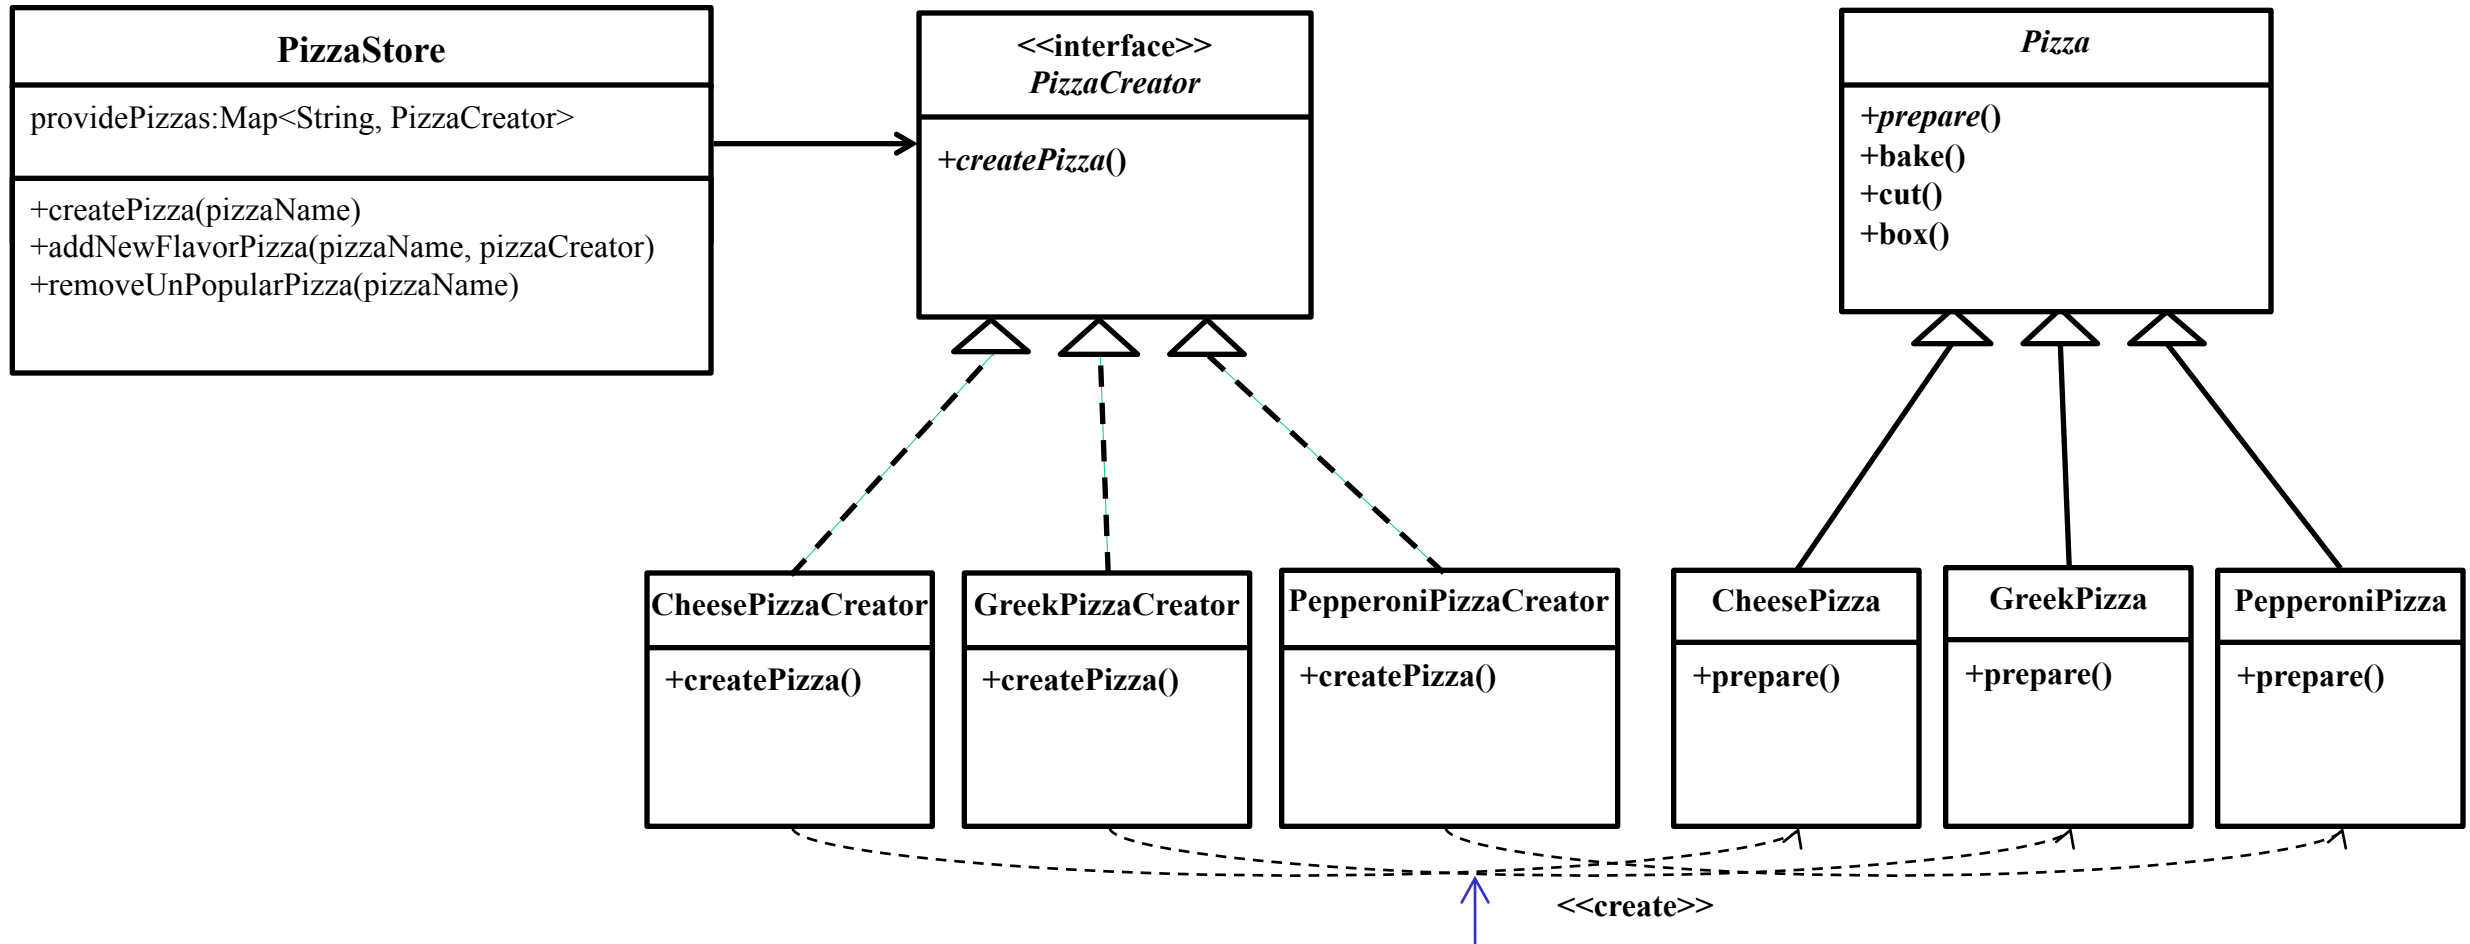 PizzaStore
providePizzas:Map<String, PizzaCreator>
+createPizza(pizzaName)
+addNewFlavorPizza(pizzaName, pizzaCreator)
+removeUnPopularPizza(pizzaName)
<<interface>>
PizzaCreator
+createPizza()
Pizza
+prepare()
+bake()
+cut()
+box()
CheesePizzaCreator
+createPizza()
GreekPizzaCreator
+createPizza()
PepperoniPizzaCreator
+createPizza()
CheesePizza
+prepare()
GreekPizza
+prepare()
PepperoniPizza
+prepare()
<<create>>